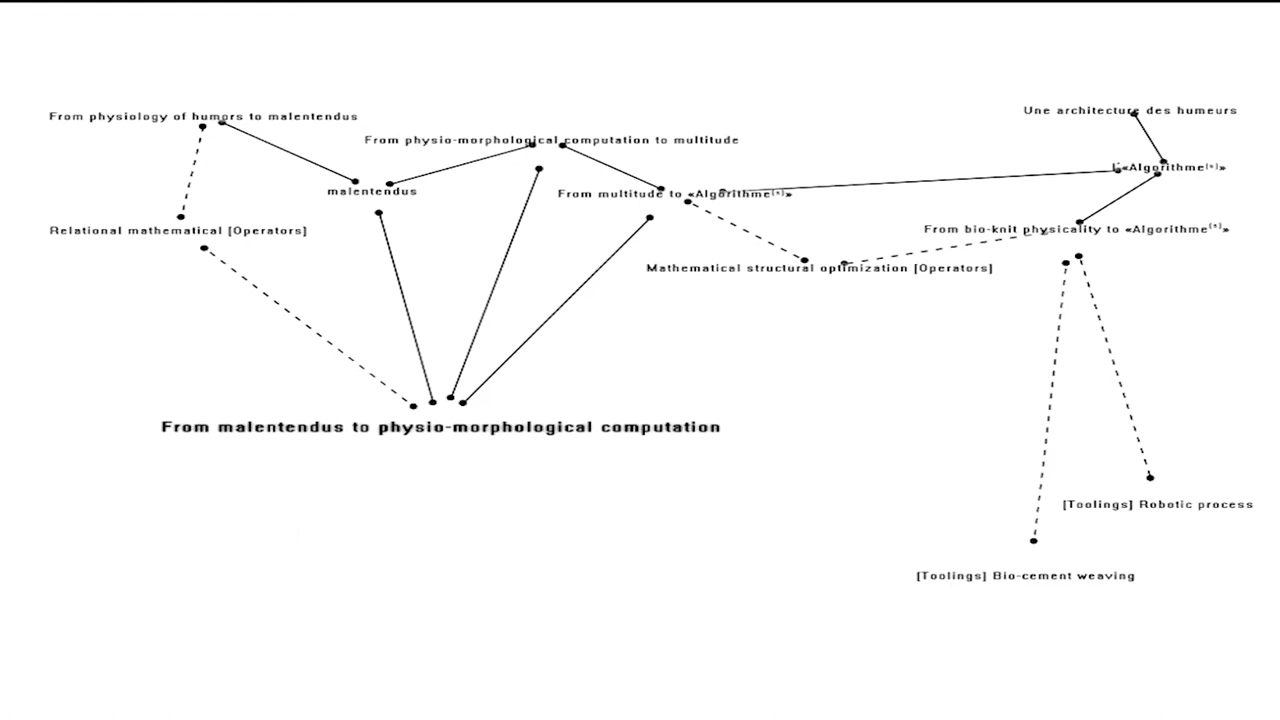 Une architecture des humeurs
From physiology of humors to malentendus
From physio-morphological computation to multitude
l'«Algorithme[s]»
malentendus
From multitude to «Algorithme[s]»
From bio-knit physicality to «Algorithme[s]»
Relational mathematical [Operators]
Mathematical structural optimization [Operators]
From malentendus to physio-morphological computation
[Toolings] Robotic process
[Toolings] Bio-cement weaving